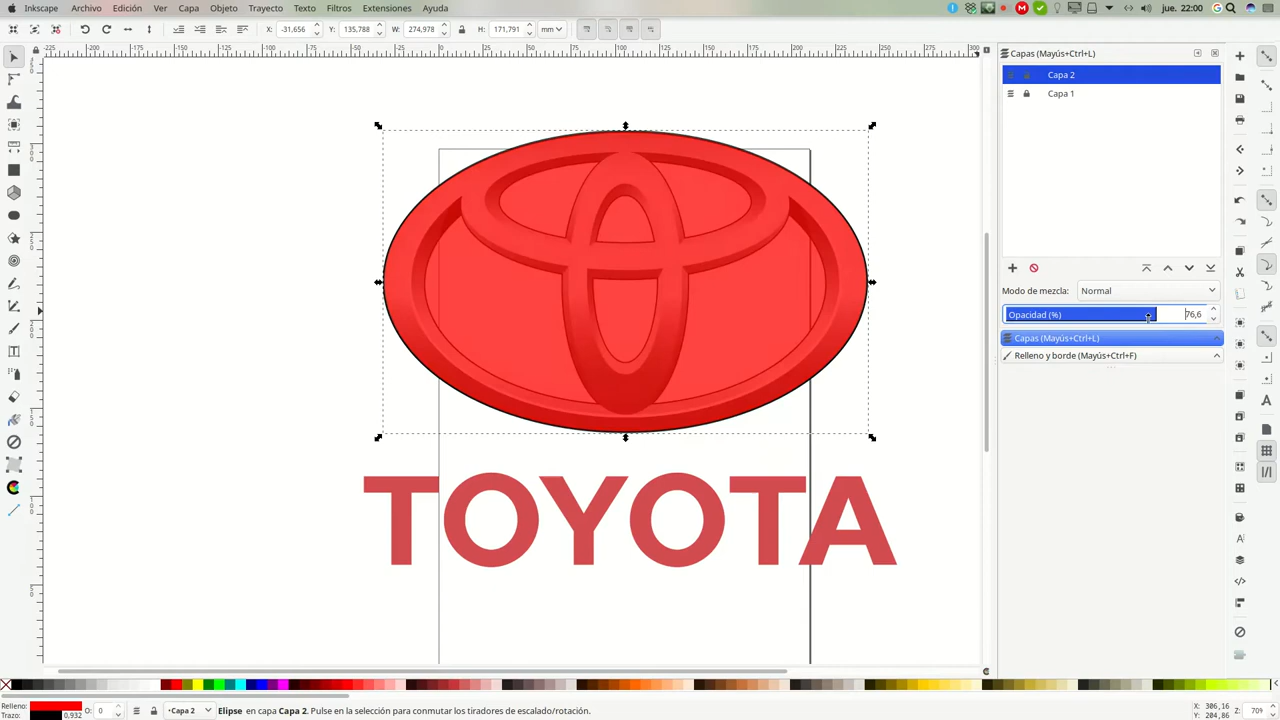 Inkscape Archivo Edición Ver Capa Objeto Trayecto Texto Filtros Extensiones Ayuda
jue. 22:00
X: -31,656 Y: 135,788 W: 274,978 H: 171,791 mm
Capas (Mayús+Ctrl+L)
Capa 2
Capa 1
Modo de mezcla: Normal
Opacidad (%) 76,6
Capas (Mayús+Ctrl+L)
Relleno y borde (Mayús+Ctrl+F)
TOYOTA
Relleno:
Trazo: 0,932
O: 0
•Capa 2
Elipse en capa Capa 2. Pulse en la selección para conmutar los tiradores de escalado/rotación.
X: 306,16
Y: 204,86
Z: 70%